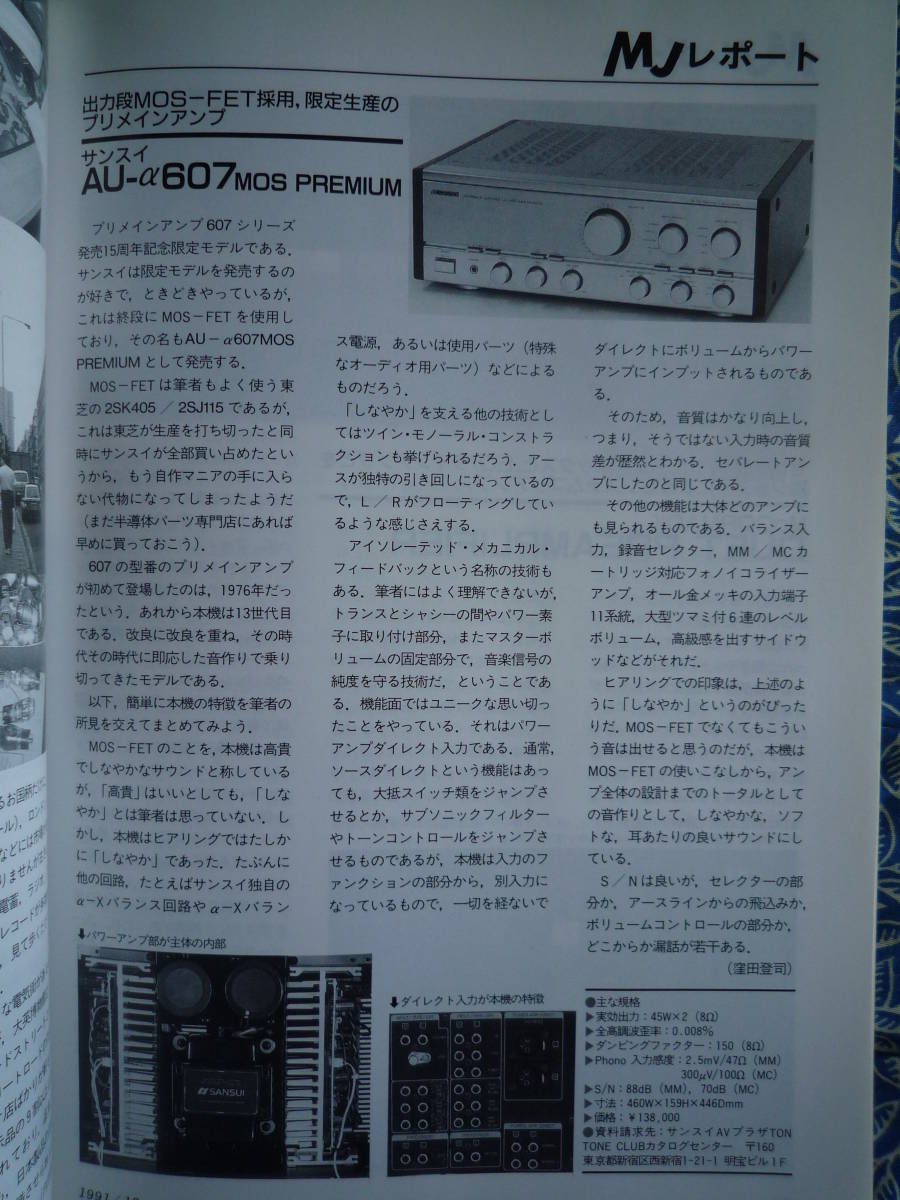 MJレポート
出力段MOS-FET採用，限定生産の
プリメインアンプ
サンスイ
AU-α607 MOS PREMIUM
プリメインアンプ 607 シリーズ
発売15周年記念限定モデルである．
サンスイは限定モデルを発売するの
が好きで，ときどきやっているが，
これは終段に MOS-FET を使用し
ており，その名もAU-α607MOS
PREMIUM として発売する．
MOS-FET は筆者もよく使う東
芝の 2SK405 ／ 2SJ115 であるが，
これは東芝が生産を打ち切ったと同
時にサンスイが全部買い占めたとい
うから，もう自作マニアの手に入ら
ない代物になってしまったようだ
（まだ半導体パーツ専門店にあれば
早めに買っておこう）．
607 の型番のプリメインアンプ
が初めて登場したのは，1976年だっ
たという．あれから本機は13世代目
である．改良に改良を重ね，その時
代その時代に即応した音作りで乗り
切ってきたモデルである．
以下，簡単に本機の特徴を筆者の
所見を交えてまとめてみよう．
MOS-FETのことを，本機は高貴
でしなやかなサウンドと称している
が，「高貴」はいいとしても，「しな
やか」とは筆者は思っていない．し
かし，本機はヒアリングではたしか
に「しなやか」であった．たぶんに
他の回路，たとえばサンスイ独自の
α-Xバランス回路やα-Xバラン
ス電源，あるいは使用パーツ（特殊
なオーディオ用パーツ）などによる
ものだろう．
「しなやか」を支える他の技術とし
てはツイン・モノーラル・コンストラ
クションも挙げられるだろう．アー
スが独特の引き回しになっているの
で，L／Rがフローティングしてい
るような感じさえする．
アイソレーテッド・メカニカル・
フィードバックという名称の技術も
ある．筆者にはよく理解できないが，
トランスとシャシーの間やパワー素
子に取り付け部分，またマスターボ
リュームの固定部分で，音楽信号の
純度を守る技術だ，ということであ
る．機能面ではユニークな思い切っ
たことをやっている．それはパワー
アンプダイレクト入力である．通常，
ソースダイレクトという機能はあっ
ても，大抵スイッチ類をジャンプさ
せるとか，サブソニックフィルター
やトーンコントロールをジャンプさ
せるものであるが，本機は入力のフ
ァンクションの部分から，別入力に
なっているもので，一切を経ないで
ダイレクトにボリュームからパワー
アンプにインプットされるものであ
る．
そのため，音質はかなり向上し，
つまり，そうではない入力時の音質
差が歴然とわかる．セパレートアン
プにしたのと同じである．
その他の機能は大体どのアンプに
も見られるものである．バランス入
力，録音セレクター，MM／MCカ
ートリッジ対応フォノイコライザー
アンプ，オール金メッキの入力端子
11系統，大型ツマミ付6連のレベル
ボリューム，高級感を出すサイドウ
ッドなどがそれだ．
ヒアリングでの印象は，上述のよ
うに「しなやか」というのがぴった
りだ．MOS-FETでなくてもこうい
う音は出せると思うのだが，本機は
MOS-FETの使いこなしから，アン
プ全体の設計までのトータルとして
の音作りとして，しなやかな，ソフ
トな，耳あたりの良いサウンドにし
ている．
S／Nは良いが，セレクターの部
分か，アースラインからの飛込みか，
ボリュームコントロールの部分か，
どこからか漏話が若干ある．
（窪田登司）
⬇パワーアンプ部が主体の内部
SANSUI
⬇ダイレクト入力が本機の特徴
●主な規格
▶実効出力：45W×2（8Ω）
▶全高調波歪率：0.008%
▶ダンピングファクター：150（8Ω）
▶Phono 入力感度：2.5mV/47Ω（MM）
300μV/100Ω（MC）
▶S/N：88dB（MM），70dB（MC）
▶寸法：460W×159H×446Dmm
▶価格：￥138,000
●資料請求先：サンスイAVプラザTON
TONE CLUBカタログセンター　〒160
東京都新宿区西新宿1-21-1 明宝ビル1F